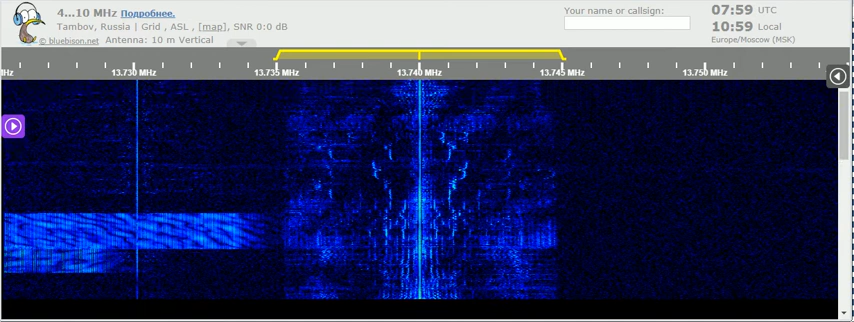 4...10 MHz Подробнее.
Tambov, Russia | Grid , ASL , [map], SNR 0:0 dB
© bluebison.net Antenna: 10 m Vertical
Your name or callsign:
07:59 UTC
10:59 Local
Europe/Moscow (MSK)
MHz 13.730 MHz 13.735 MHz 13.740 MHz 13.745 MHz 13.750 MHz